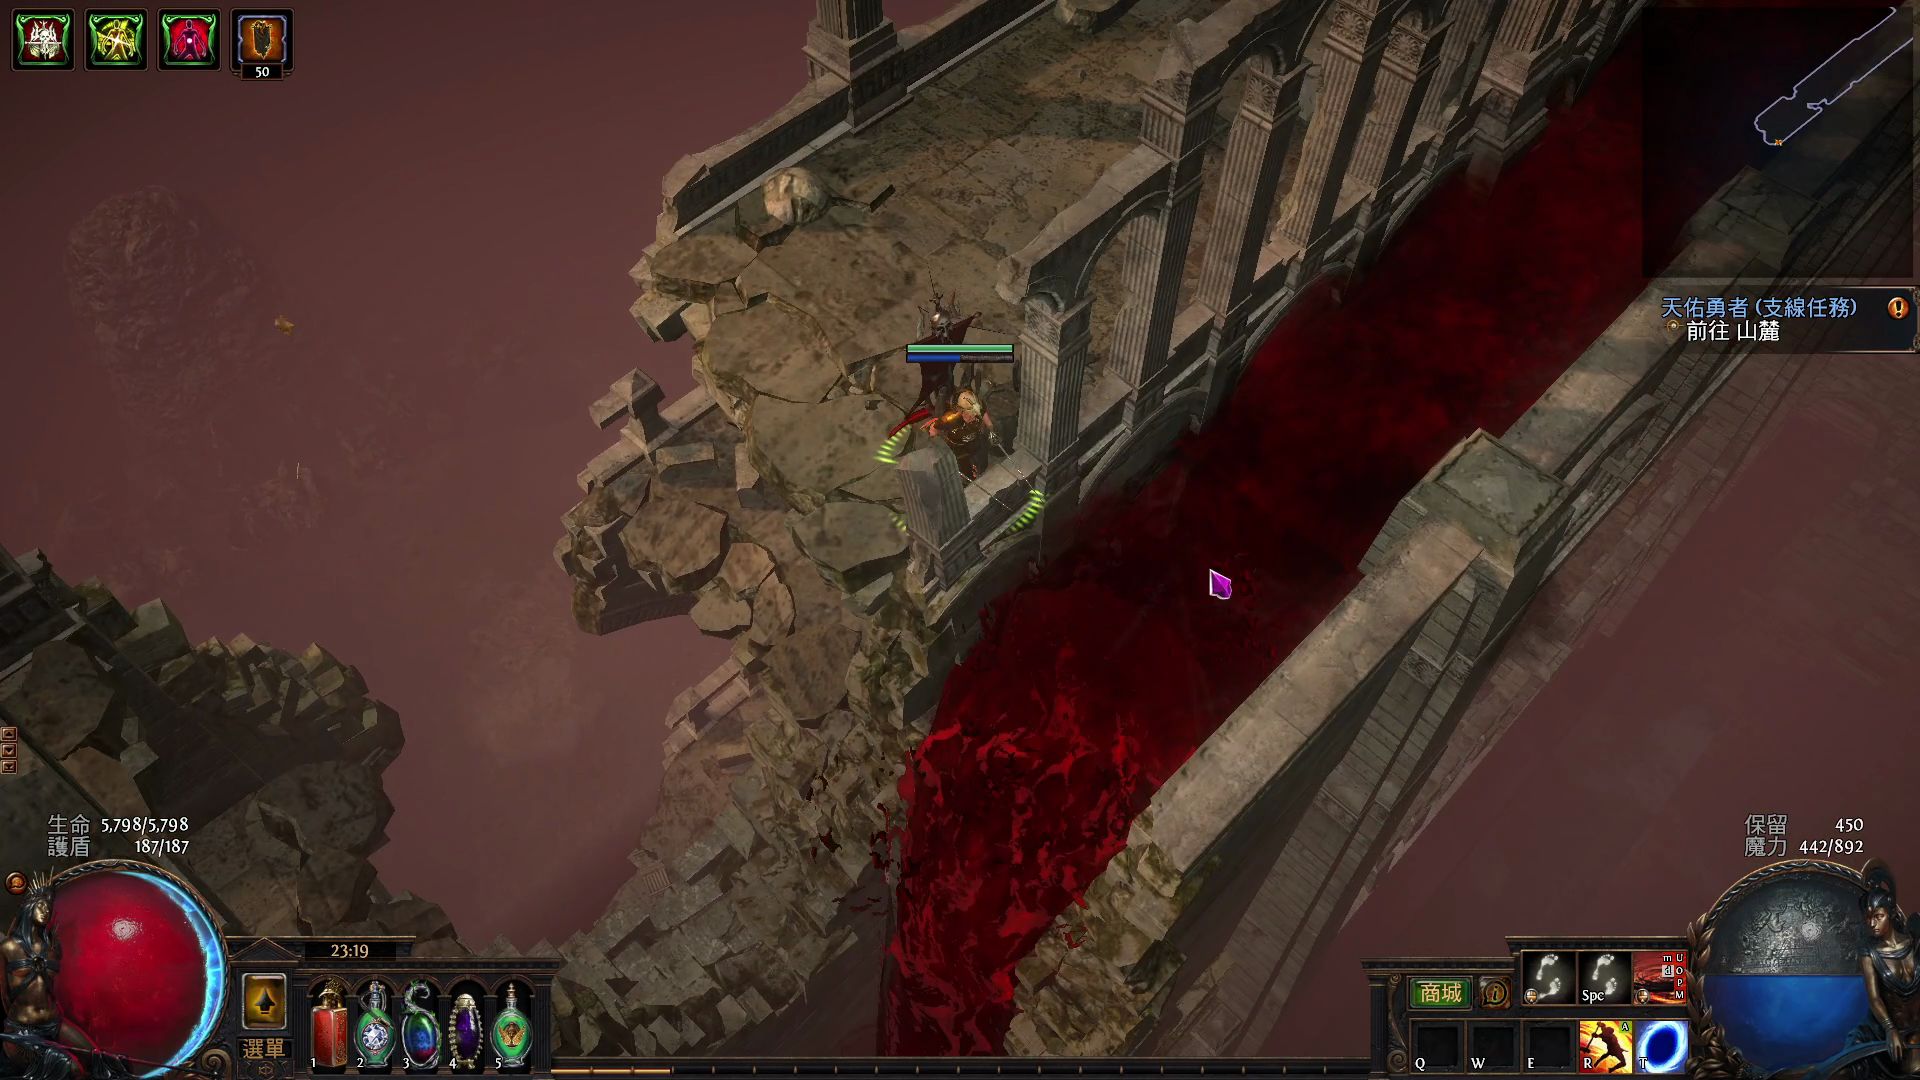 50
天佑勇者 (支線任務)
前往 山麓
生命 5,798/5,798
護盾 187/187
保留 450
魔力 442/892
23:19
選單
1 2 3 4 5
商城
Spc
m U
d O
P
M
Q W E R T
A